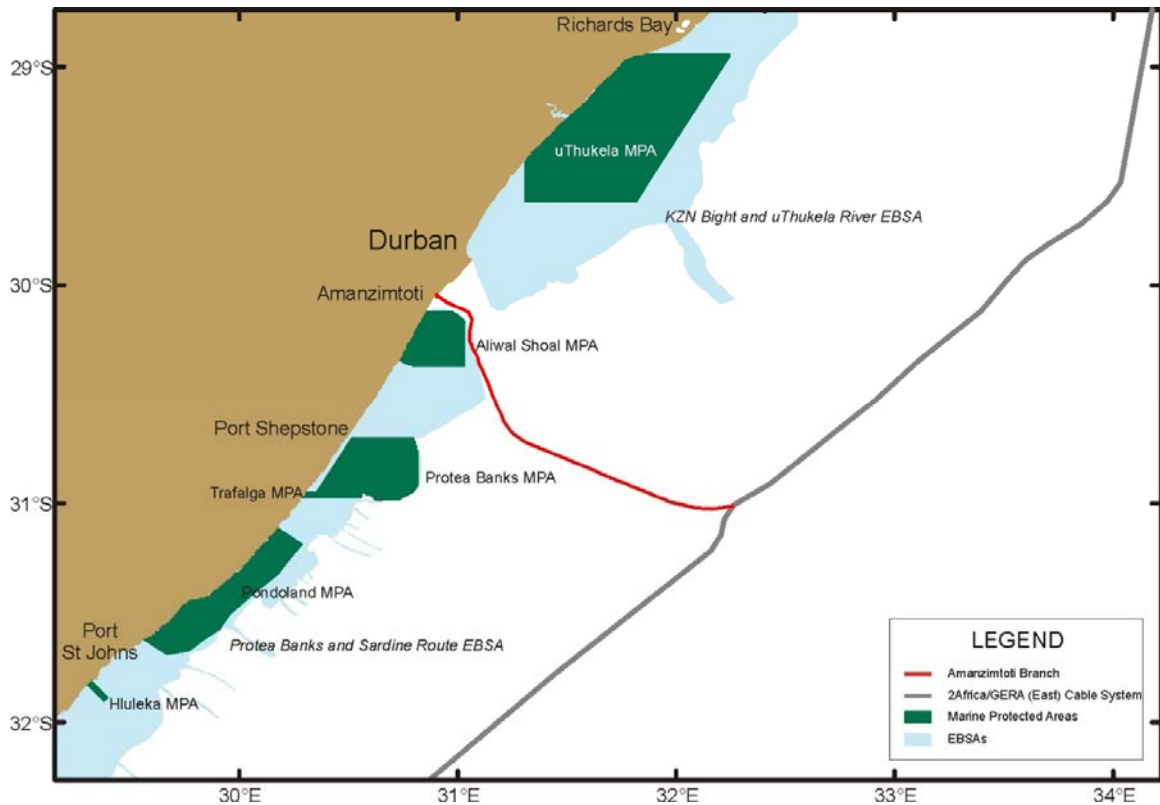 Richards Bay
29°S
uThukela MPA
KZN Bight and uThukela River EBSA
Durban
30°S
Amanzimtoti
Aliwal Shoal MPA
Port Shepstone
Protea Banks MPA
Trafalga MPA
31°S
Pondoland MPA
Port
St Johns
Protea Banks and Sardine Route EBSA
Hluleka MPA
32°S
LEGEND
Amanzimtoti Branch
2Africa/GERA (East) Cable System
Marine Protected Areas
EBSAs
30°E
31°E
32°E
33°E
34°E